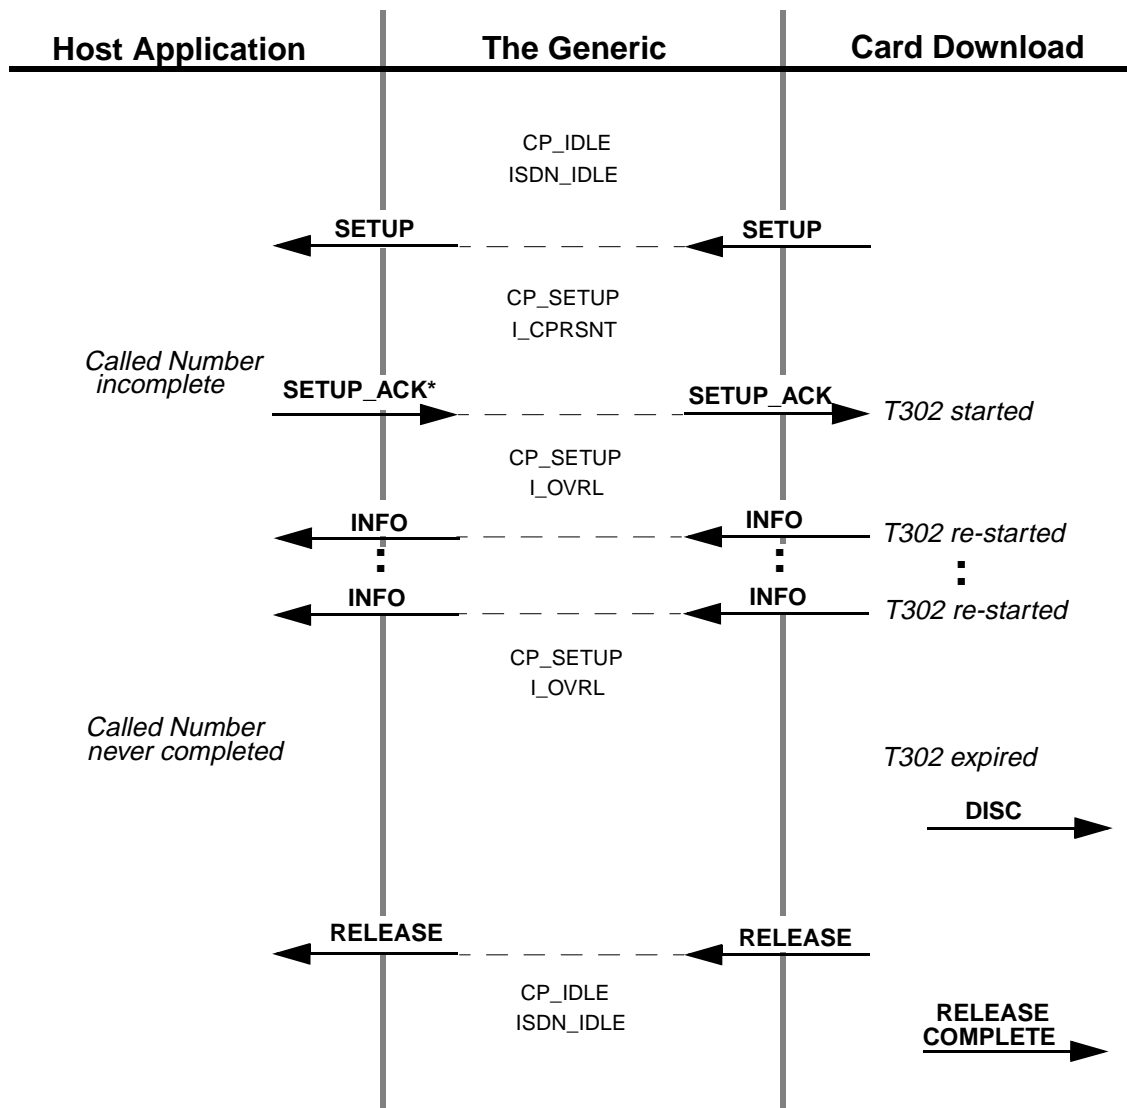 Host Application The Generic Card Download
CP_IDLE
ISDN_IDLE
SETUP SETUP
CP_SETUP
I_CPRSNT
Called Number
incomplete
SETUP_ACK* SETUP_ACK
T302 started
CP_SETUP
I_OVRL
INFO INFO T302 re-started
INFO INFO T302 re-started
CP_SETUP
I_OVRL
Called Number
never completed
T302 expired
DISC
RELEASE RELEASE
CP_IDLE
ISDN_IDLE
RELEASE
COMPLETE